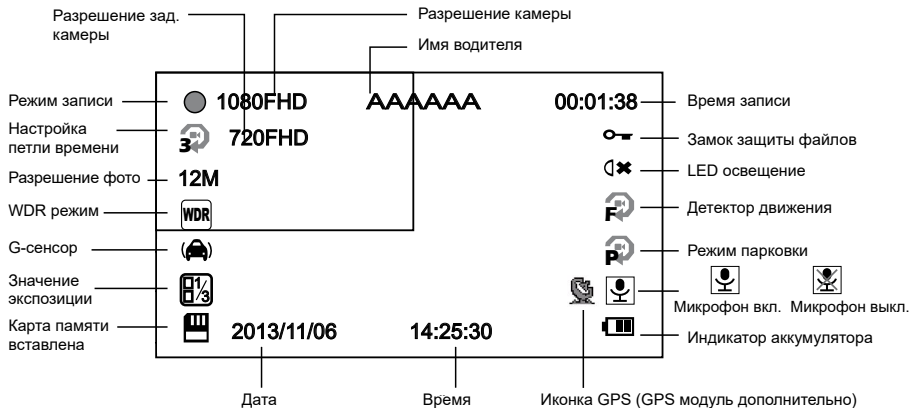 Разрешение зад.
камеры
Разрешение камеры
Имя водителя
Режим записи
1080FHD
AAAAAA
00:01:38
Время записи
Настройка
петли времени
3
720FHD
Замок защиты файлов
Разрешение фото
12M
LED освещение
WDR режим
WDR
F
Детектор движения
G-сенсор
P
Режим парковки
Значение
экспозиции
1/3
Микрофон вкл.
Микрофон выкл.
Карта памяти
вставлена
2013/11/06
14:25:30
Индикатор аккумулятора
Дата
Время
Иконка GPS (GPS модуль дополнительно)